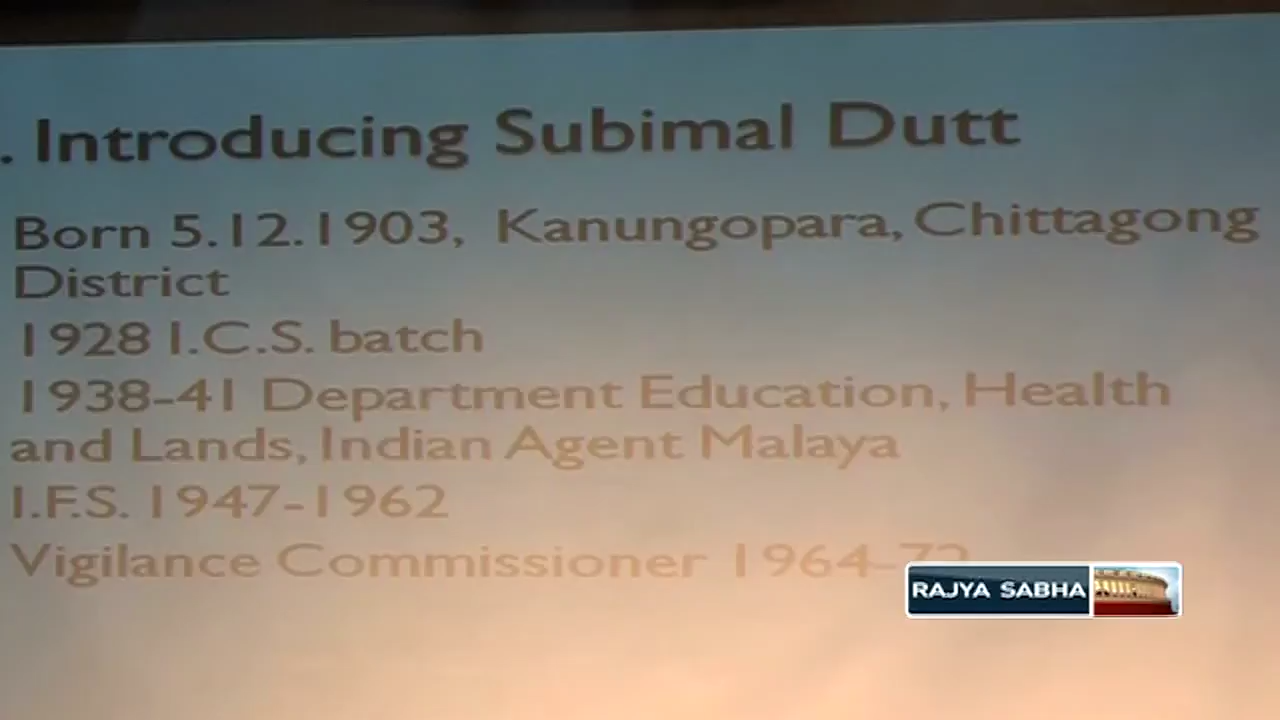 . Introducing Subimal Dutt
Born 5.12.1903, Kanungopara, Chittagong
District
1928 I.C.S. batch
1938-41 Department Education, Health
and Lands, Indian Agent Malaya
I.F.S. 1947-1962
Vigilance Commissioner 1964-72
RAJYA SABHA